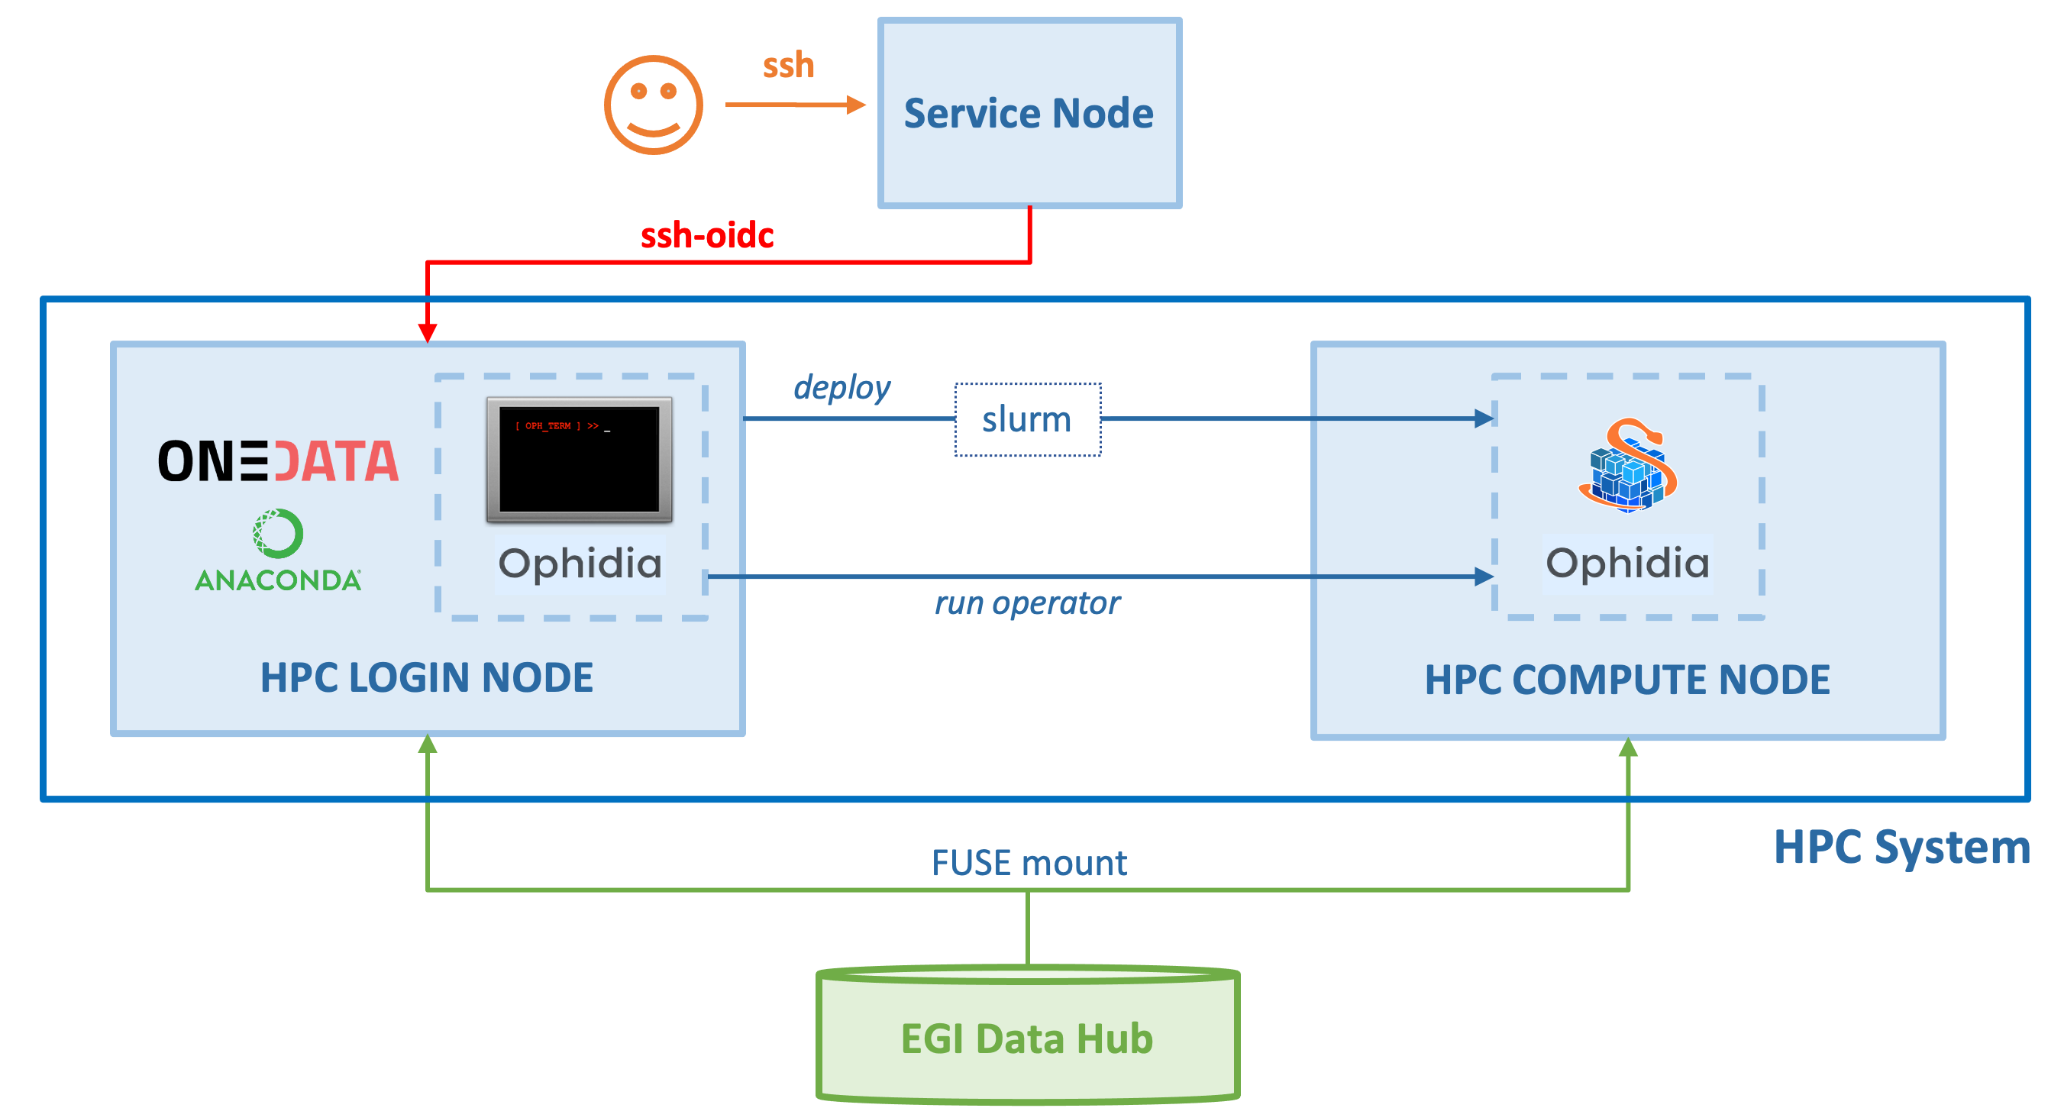 ssh
Service Node
ssh-oidc
deploy
slurm
[ OPH_TERM ] >> _
ONEDATA
ANACONDA®
Ophidia
Ophidia
run operator
HPC LOGIN NODE
HPC COMPUTE NODE
HPC System
FUSE mount
EGI Data Hub